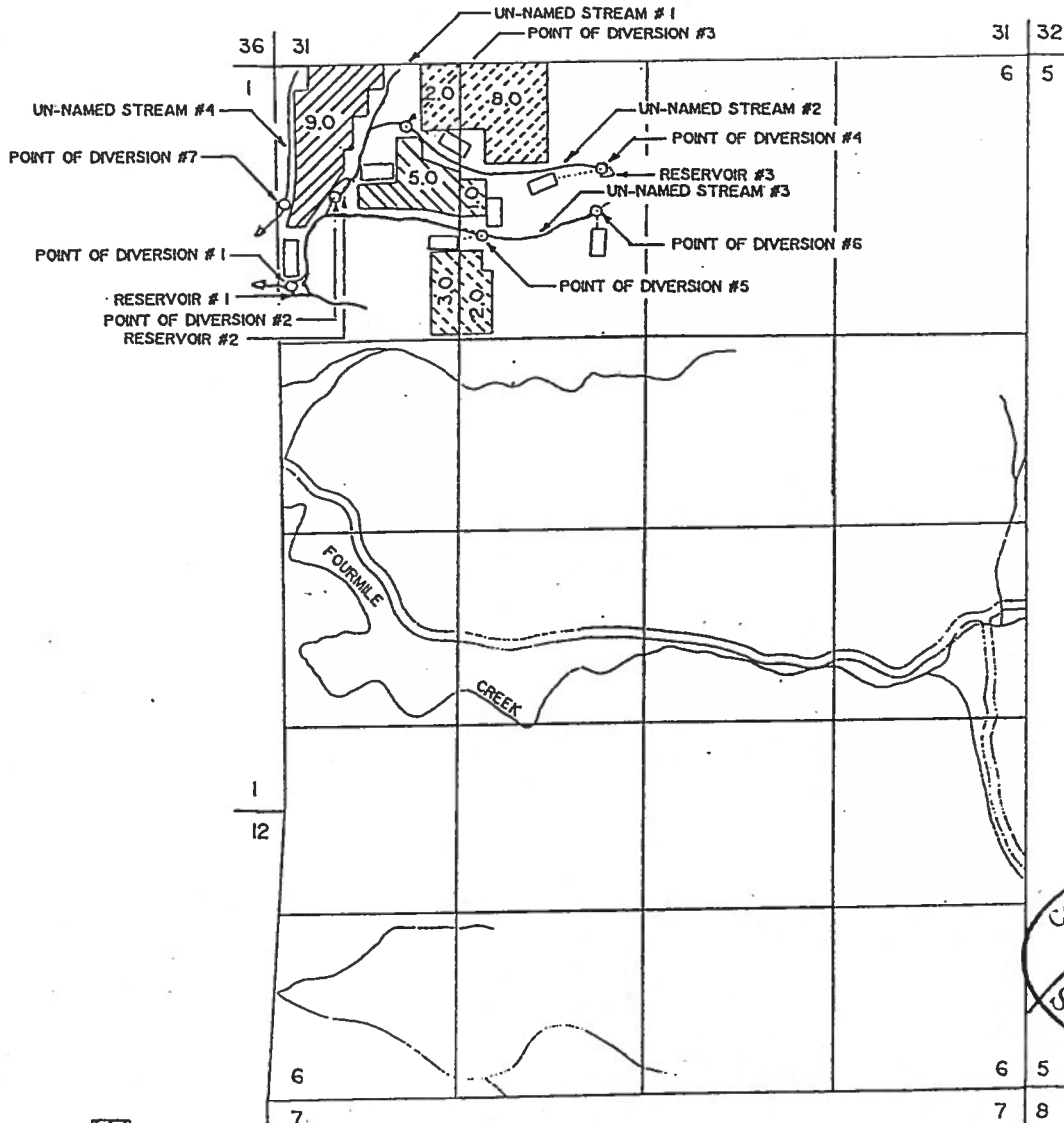 UN-NAMED STREAM #1
POINT OF DIVERSION #3
36 31
31 32
1
6 5
UN-NAMED STREAM #4
2.0
8.0
UN-NAMED STREAM #2
9.0
POINT OF DIVERSION #7
POINT OF DIVERSION #4
5.0
RESERVOIR #3
UN-NAMED STREAM #3
POINT OF DIVERSION #1
POINT OF DIVERSION #6
RESERVOIR #1
3.0
2.0
POINT OF DIVERSION #5
POINT OF DIVERSION #2
RESERVOIR #2
FOURMILE
CREEK
1
12
6
6 5
7
7 8